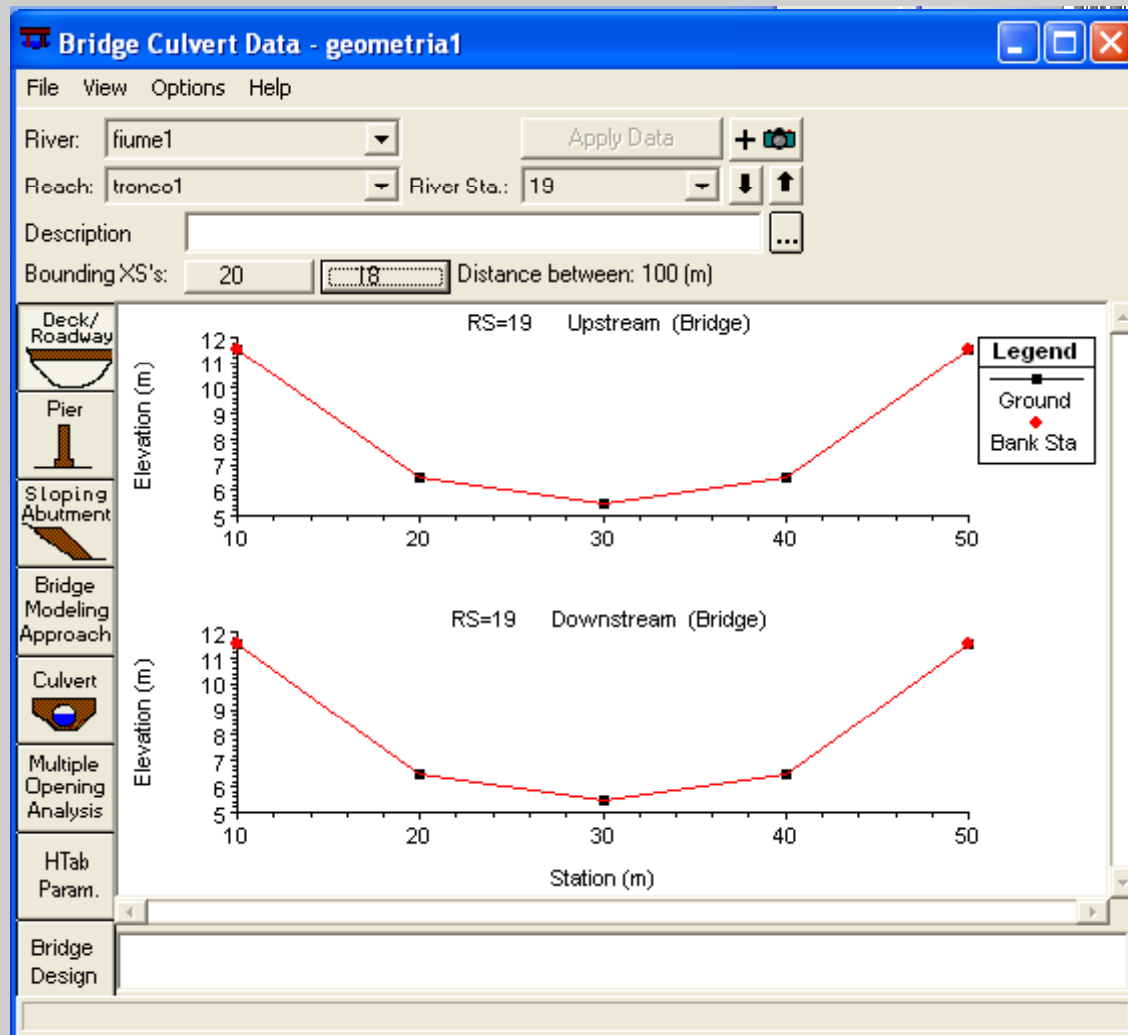 Bridge Culvert Data - geometria1
File View Options Help
River: fiume1 Apply Data
Reach: tronco1 River Sta.: 19
Description ...
Bounding XS's: 20 18 Distance between: 100 (m)
Deck/
Roadway
Pier
Sloping
Abutment
Bridge
Modeling
Approach
Culvert
Multiple
Opening
Analysis
HTab
Param.
Bridge
Design
RS=19 Upstream (Bridge)
Elevation (m)
12
11
10
9
8
7
6
5
10 20 30 40 50
Legend
Ground
Bank Sta
RS=19 Downstream (Bridge)
Elevation (m)
12
11
10
9
8
7
6
5
10 20 30 40 50
Station (m)